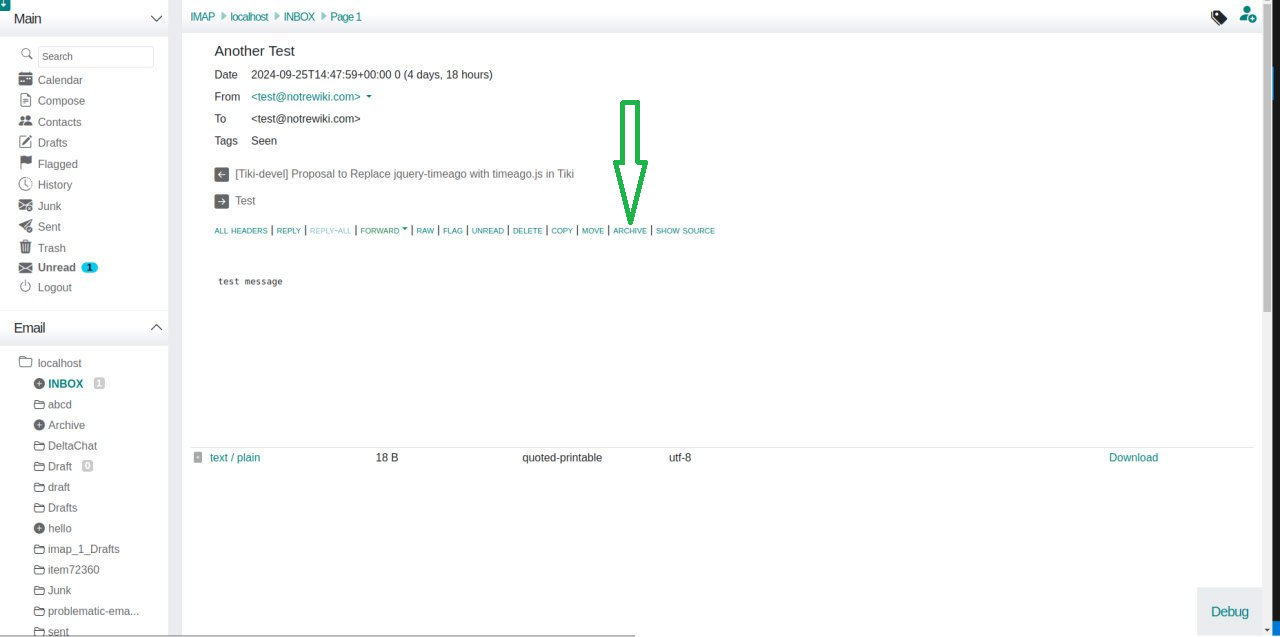 Main
Search
Calendar
Compose
Contacts
Drafts
Flagged
History
Junk
Sent
Trash
Unread 1
Logout
Email
localhost
INBOX 1
abcd
Archive
DeltaChat
Draft 0
draft
Drafts
hello
imap_1_Drafts
item72360
Junk
problematic-ema...
sent
IMAP localhost INBOX Page 1
Another Test
Date 2024-09-25T14:47:59+00:00 0 (4 days, 18 hours)
From <test@notrewiki.com>
To <test@notrewiki.com>
Tags Seen
[Tiki-devel] Proposal to Replace jquery-timeago with timeago.js in Tiki
Test
ALL HEADERS | REPLY | REPLY-ALL | FORWARD | RAW | FLAG | UNREAD | DELETE | COPY | MOVE | ARCHIVE | SHOW SOURCE
test message
text / plain 18 B quoted-printable utf-8 Download
Debug